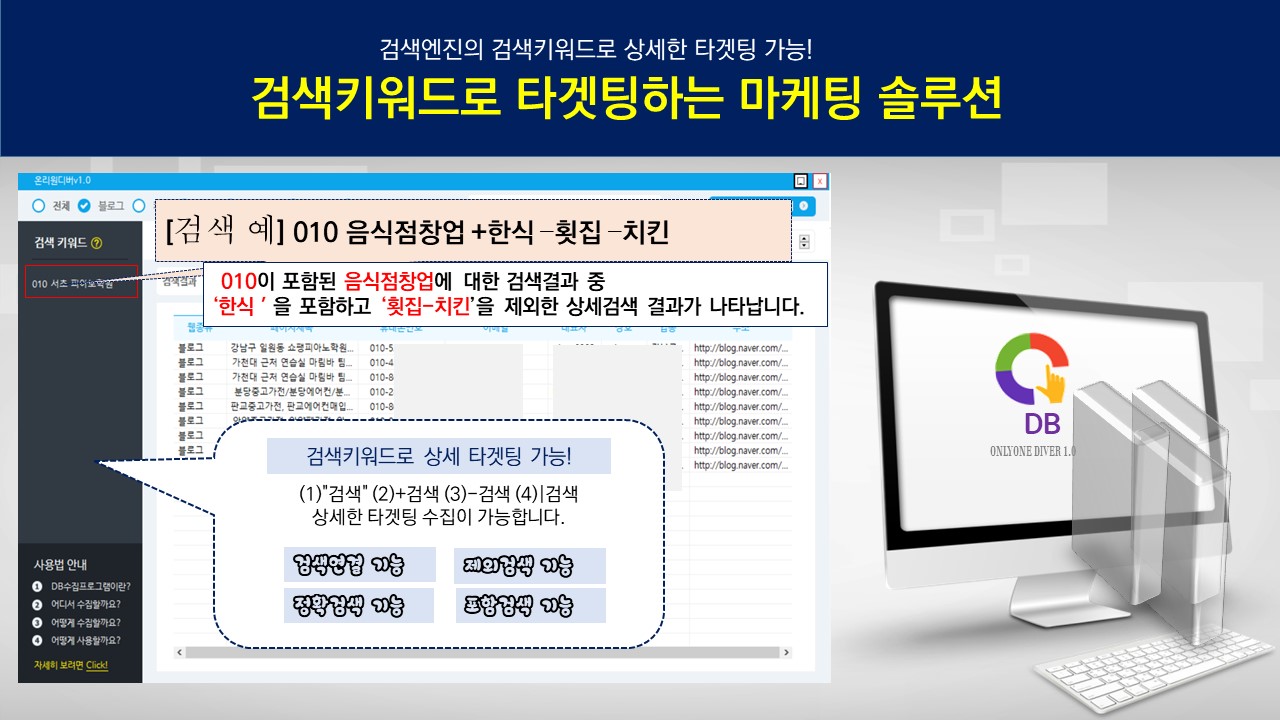 검색엔진의 검색키워드로 상세한 타겟팅 가능!
검색키워드로 타겟팅하는 마케팅 솔루션
온리원디버v1.0
전체 블로그
검색 키워드 ?
[검색 예] 010 음식점창업 +한식 -횟집 -치킨
010 서초 피아노학원
검색결과
010이 포함된 음식점창업에 대한 검색결과 중
‘한식 ’ 을 포함하고 ‘횟집-치킨’을 제외한 상세검색 결과가 나타납니다.
블로그 강남구 일원동 쇼팽피아노학원... 010-5 http://blog.naver.com/...
블로그 가천대 근저 연습실 마림바 팀... 010-4 http://blog.naver.com/...
블로그 가천대 근저 연습실 마림바 팀... 010-8 http://blog.naver.com/...
블로그 분당중고가전/분당에어컨/분... 010-2 http://blog.naver.com/...
블로그 판교중고가전, 판교에어컨매입... 010-8 http://blog.naver.com/...
블로그 http://blog.naver.com/...
블로그 http://blog.naver.com/...
블로그 http://blog.naver.com/...
블로그 http://blog.naver.com/...
검색키워드로 상세 타겟팅 가능!
(1)"검색" (2)+검색 (3)-검색 (4)|검색
상세한 타겟팅 수집이 가능합니다.
검색연결 기능 제외검색 기능
정확검색 기능 포함검색 기능
사용법 안내
1 DB수집프로그램이란?
2 어디서 수집할까요?
3 어떻게 수집할까요?
4 어떻게 사용할까요?
자세히 보려면 Click!
DB
ONLYONE DIVER 1.0